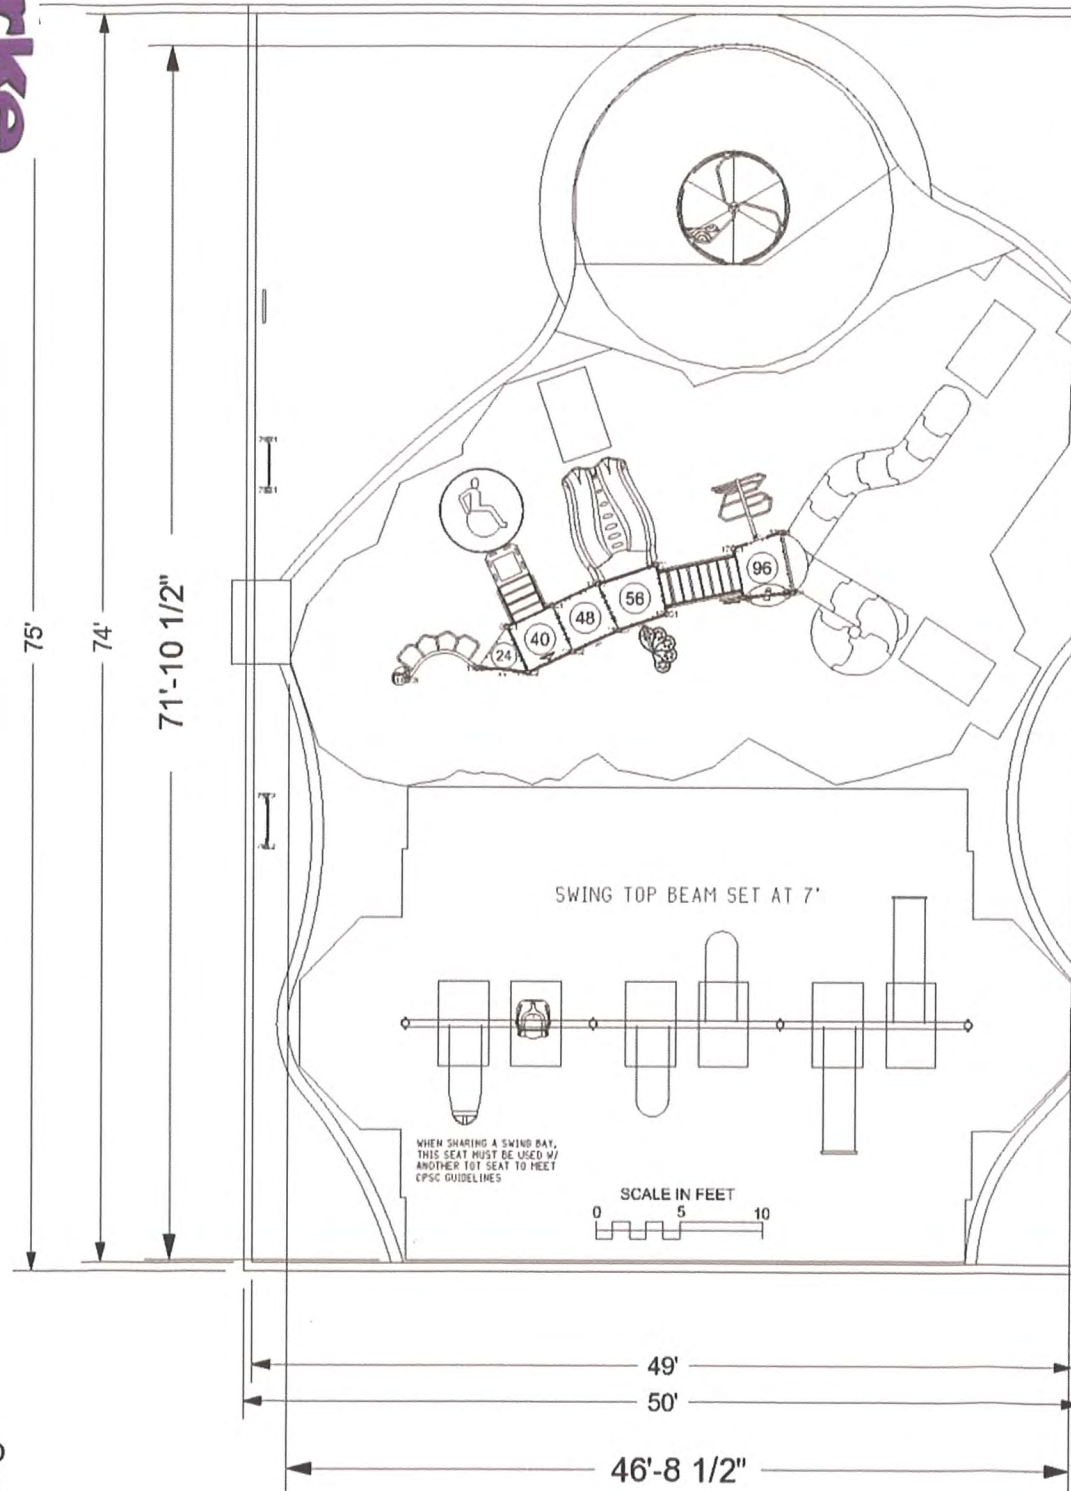 rke
75'
74'
71'-10 1/2"
96
56
48
40
24
SWING TOP BEAM SET AT 7'
WHEN SHARING A SWING BAY,
THIS SEAT MUST BE USED W/
ANOTHER TOT SEAT TO MEET
CPSC GUIDELINES
SCALE IN FEET
0 5 10
49'
50'
46'-8 1/2"